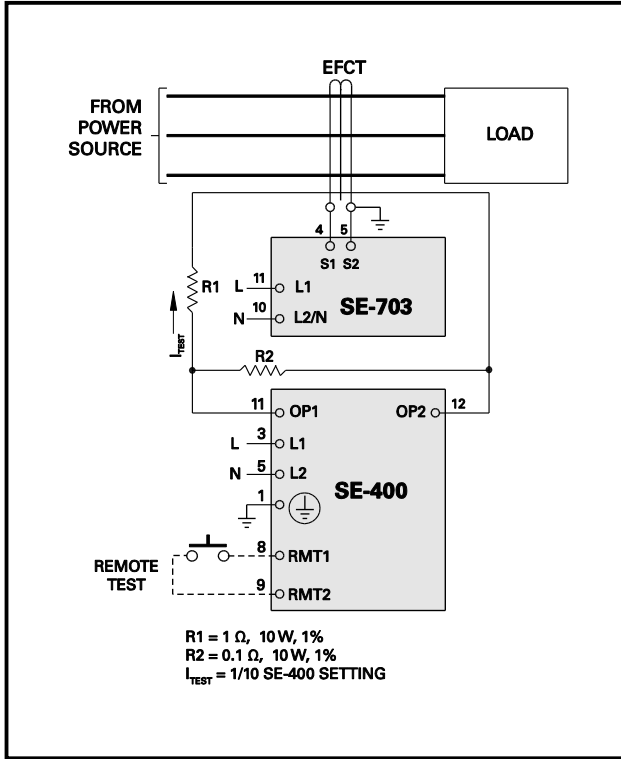 EFCT
FROM
POWER
SOURCE
LOAD
4 5
S1 S2
R1
L 11 L1
SE-703
N 10 L2/N
I_TEST
R2
11 OP1 OP2 12
L 3 L1
N 5 L2
SE-400
1
8 RMT1
REMOTE
TEST
9 RMT2
R1 = 1 Ω, 10 W, 1%
R2 = 0.1 Ω, 10 W, 1%
I_TEST = 1/10 SE-400 SETTING